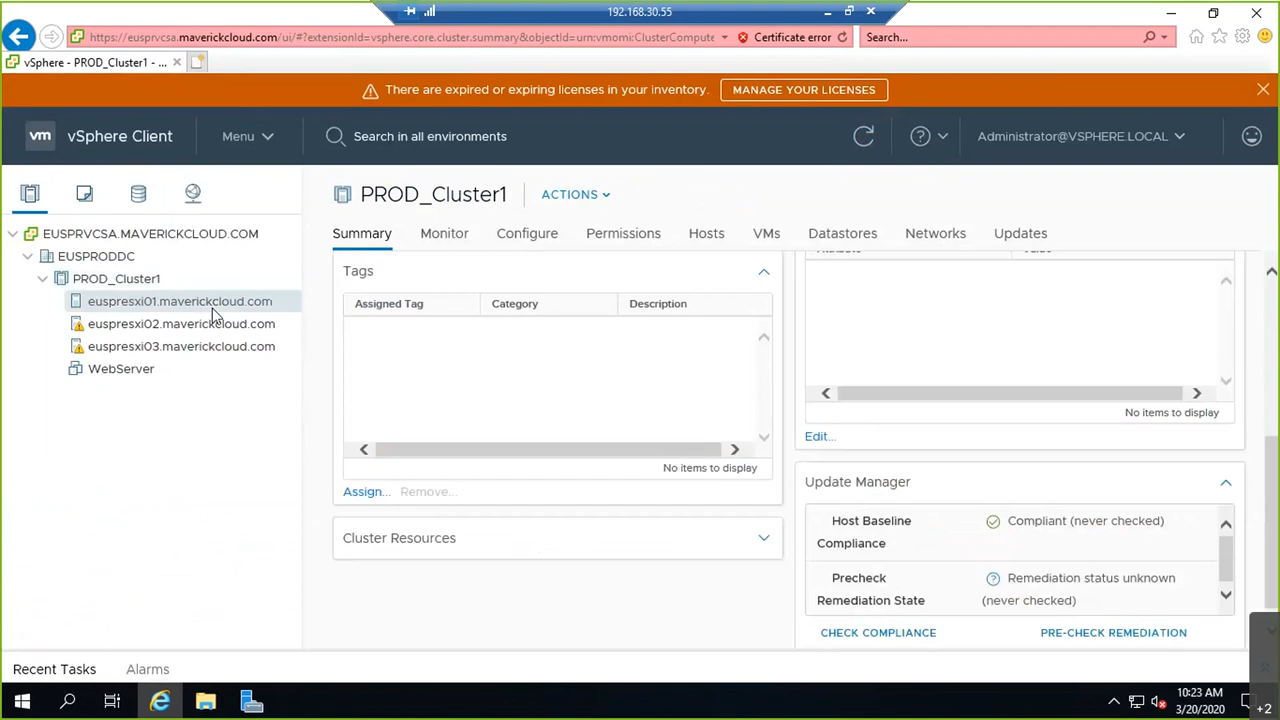 192.168.30.55
https://eusprvcsa.maverickcloud.com/ui/#?extensionId=vsphere.core.cluster.summary&objectId=urn:vmomi:ClusterCompute
Certificate error
Search...
vSphere - PROD_Cluster1 - ...
There are expired or expiring licenses in your inventory.
MANAGE YOUR LICENSES
vm
vSphere Client
Menu
Search in all environments
Administrator@VSPHERE.LOCAL
PROD_Cluster1
ACTIONS
Summary
Monitor
Configure
Permissions
Hosts
VMs
Datastores
Networks
Updates
EUSPRVCSA.MAVERICKCLOUD.COM
EUSPRODDC
PROD_Cluster1
euspresxi01.maverickcloud.com
euspresxi02.maverickcloud.com
euspresxi03.maverickcloud.com
WebServer
Tags
Assigned Tag
Category
Description
No items to display
Assign...
Remove...
Cluster Resources
No items to display
Edit...
Update Manager
Host Baseline
Compliance
Compliant (never checked)
Precheck
Remediation State
Remediation status unknown
(never checked)
CHECK COMPLIANCE
PRE-CHECK REMEDIATION
Recent Tasks
Alarms
10:23 AM
3/20/2020
+2